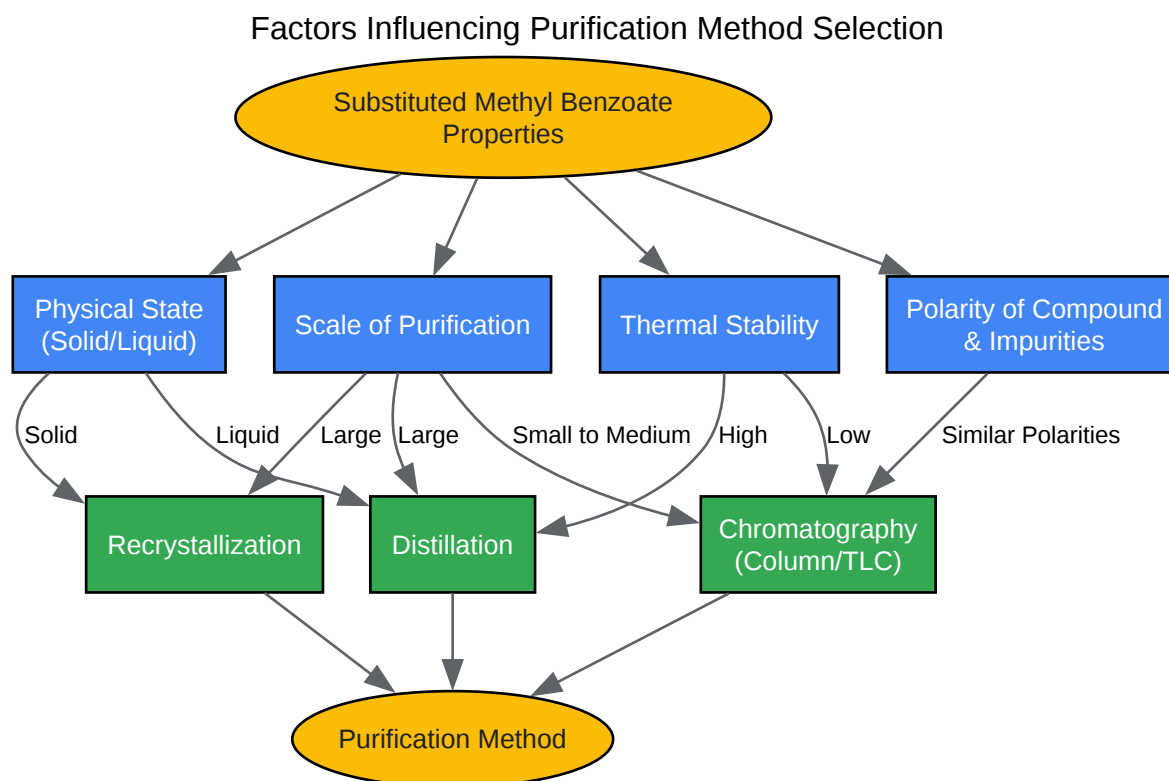 Factors Influencing Purification Method Selection
Substituted Methyl Benzoate
Properties
Physical State
(Solid/Liquid)
Scale of Purification
Thermal Stability
Polarity of Compound
& Impurities
Solid
Liquid
Large
Large
Small to Medium
High
Low
Similar Polarities
Recrystallization
Distillation
Chromatography
(Column/TLC)
Purification Method